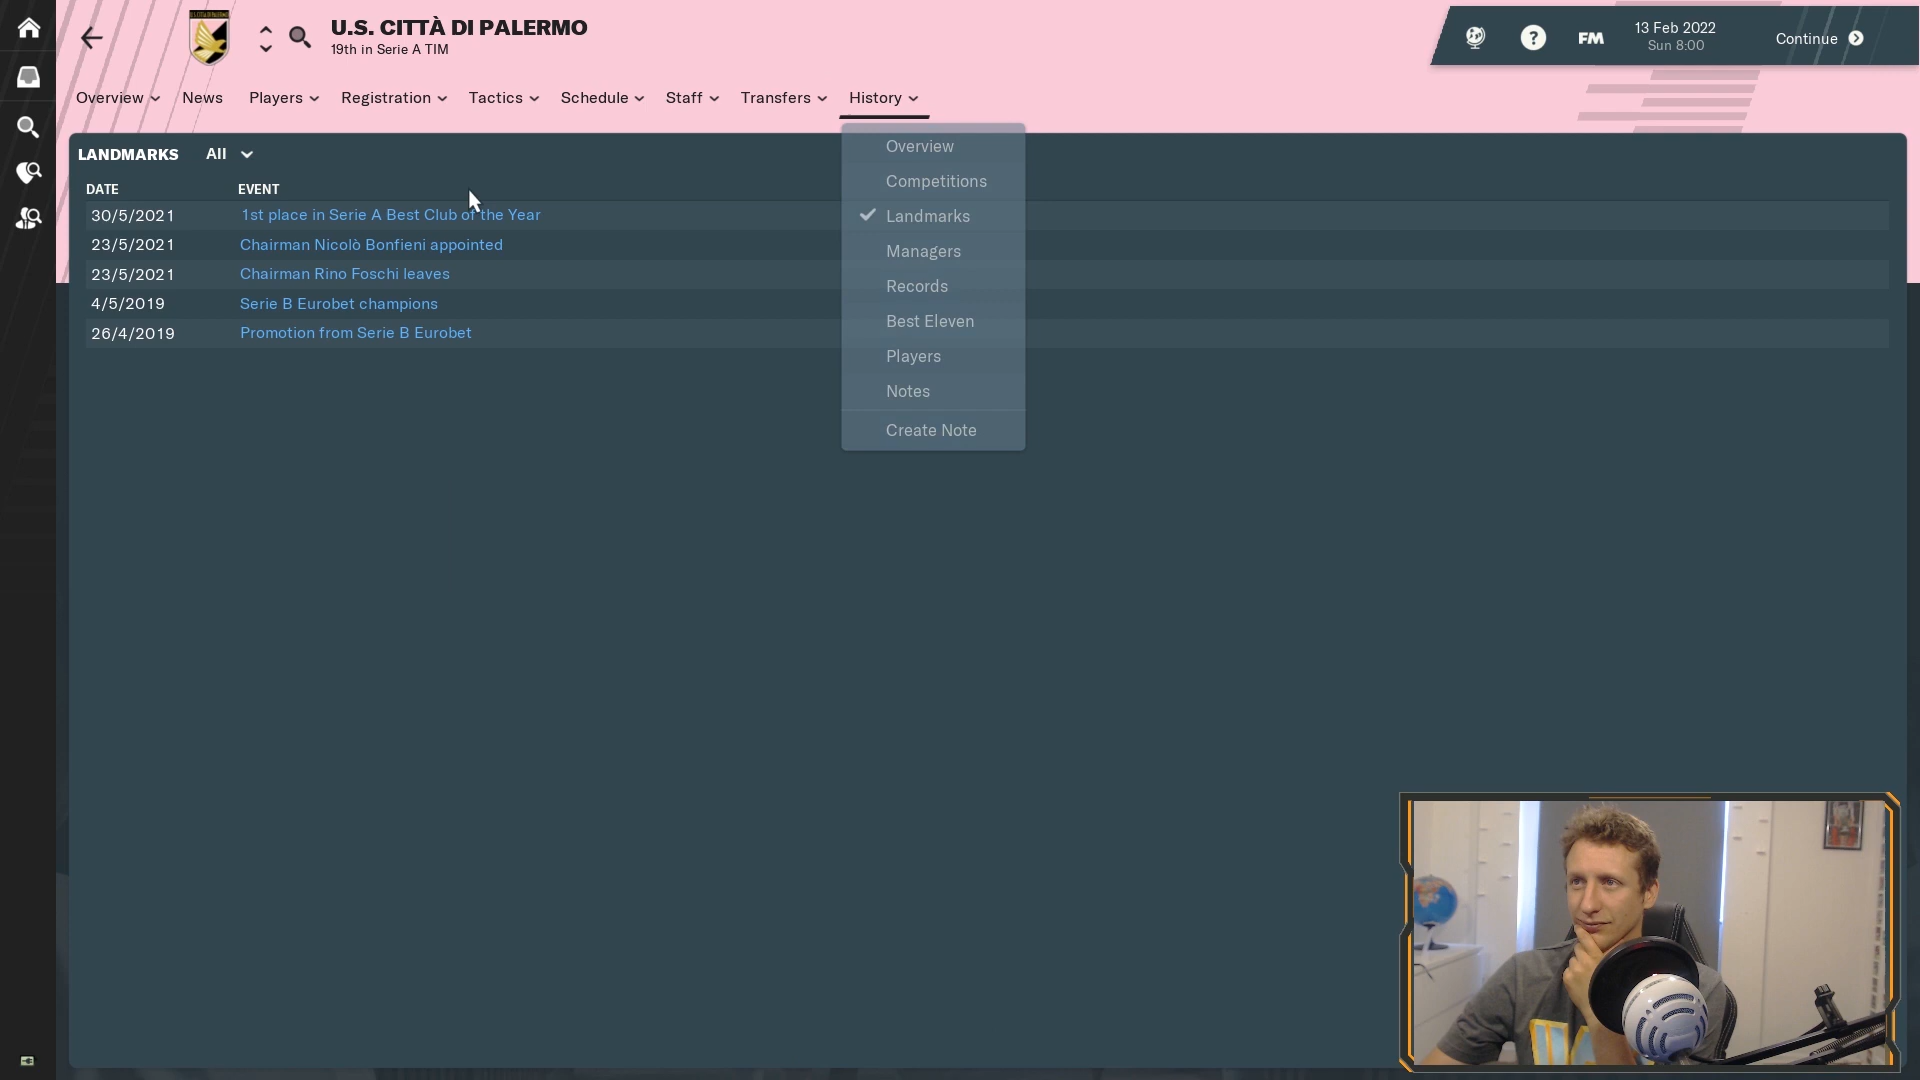 U.S. CITTÀ DI PALERMO
19th in Serie A TIM
FM
13 Feb 2022
Sun 8:00
Continue
Overview
News
Players
Registration
Tactics
Schedule
Staff
Transfers
History
LANDMARKS All
DATE EVENT
30/5/2021 1st place in Serie A Best Club of the Year
23/5/2021 Chairman Nicolò Bonfieni appointed
23/5/2021 Chairman Rino Foschi leaves
4/5/2019 Serie B Eurobet champions
26/4/2019 Promotion from Serie B Eurobet
Overview
Competitions
Landmarks
Managers
Records
Best Eleven
Players
Notes
Create Note